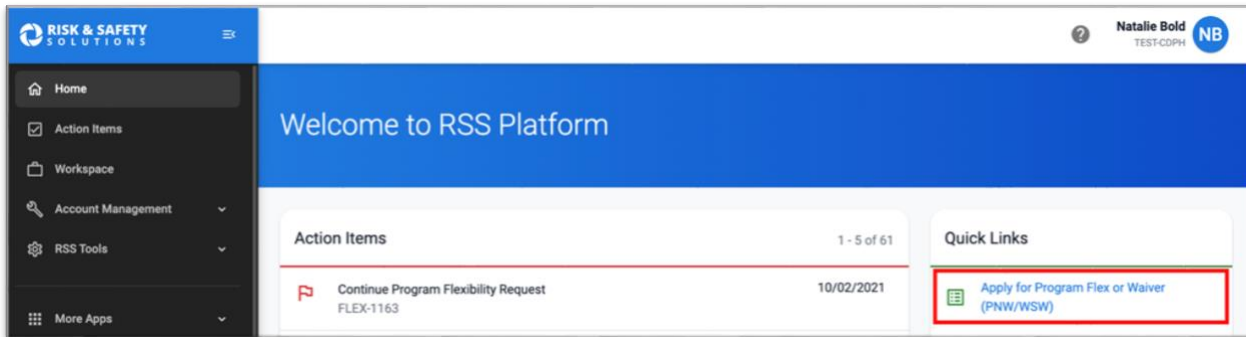 RISK & SAFETY
SOLUTIONS
Natalie Bold
TEST-CDPH
NB
Home
Action Items
Workspace
Account Management
RSS Tools
More Apps
Welcome to RSS Platform
Action Items
1 - 5 of 61
Continue Program Flexibility Request
10/02/2021
FLEX-1163
Quick Links
Apply for Program Flex or Waiver
(PNW/WSW)